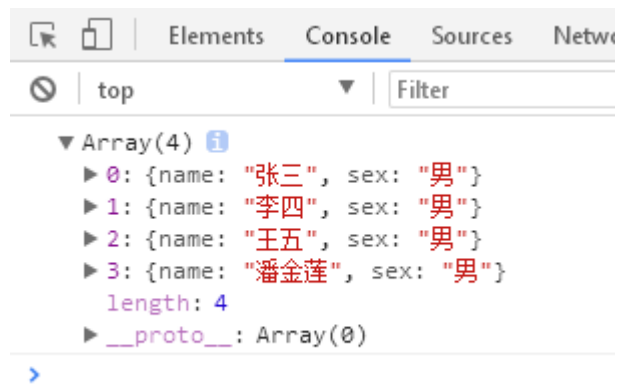 Elements Console Sources Netwo
top Filter
Array(4) i
0: {name: "张三", sex: "男"}
1: {name: "李四", sex: "男"}
2: {name: "王五", sex: "男"}
3: {name: "潘金莲", sex: "男"}
length: 4
__proto__: Array(0)